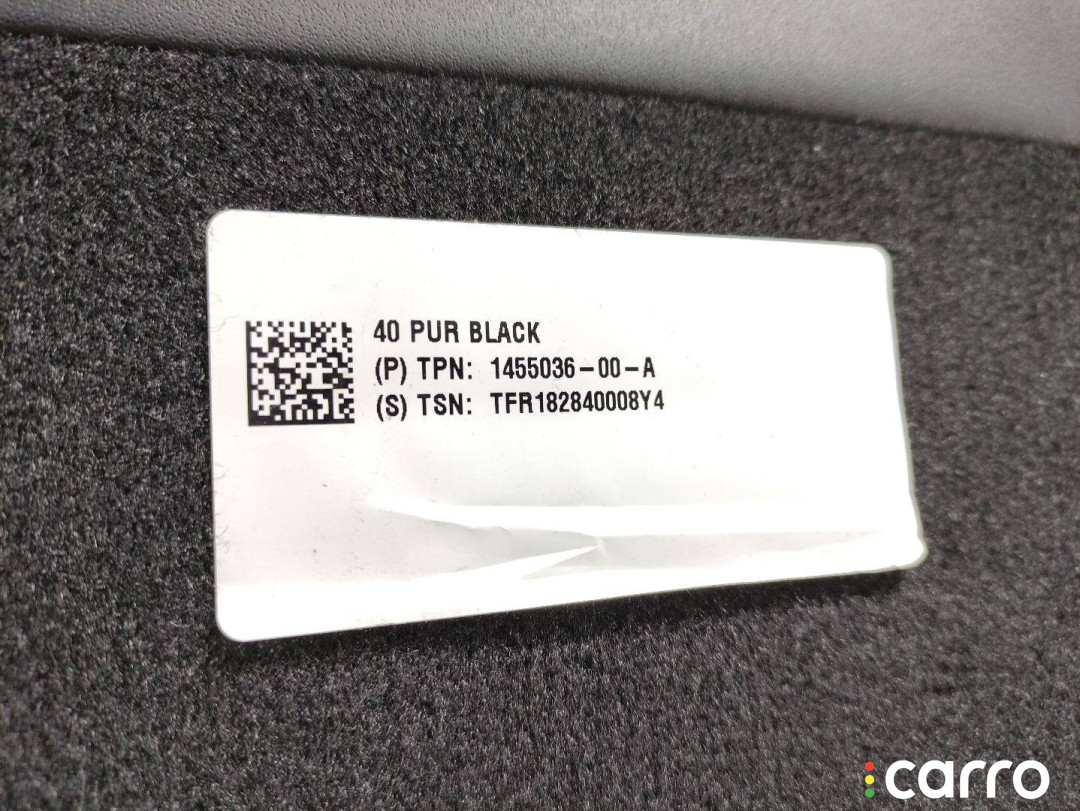 40 PUR BLACK
(P) TPN: 1455036-00-A
(S) TSN: TFR182840008Y4
carro